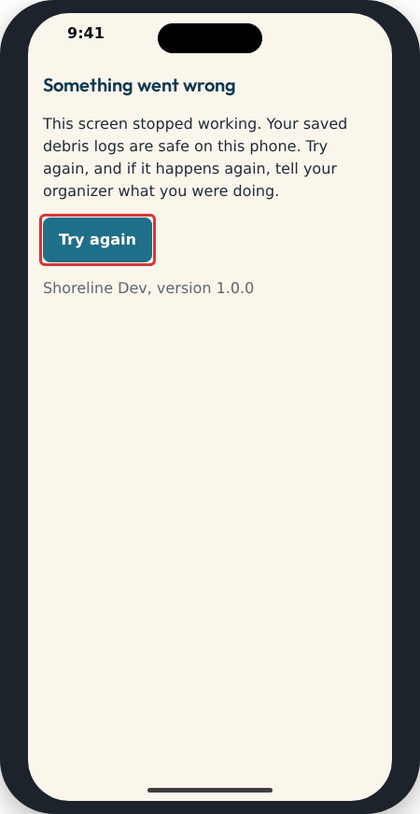 9:41
Something went wrong
This screen stopped working. Your saved
debris logs are safe on this phone. Try
again, and if it happens again, tell your
organizer what you were doing.
Try again
Shoreline Dev, version 1.0.0